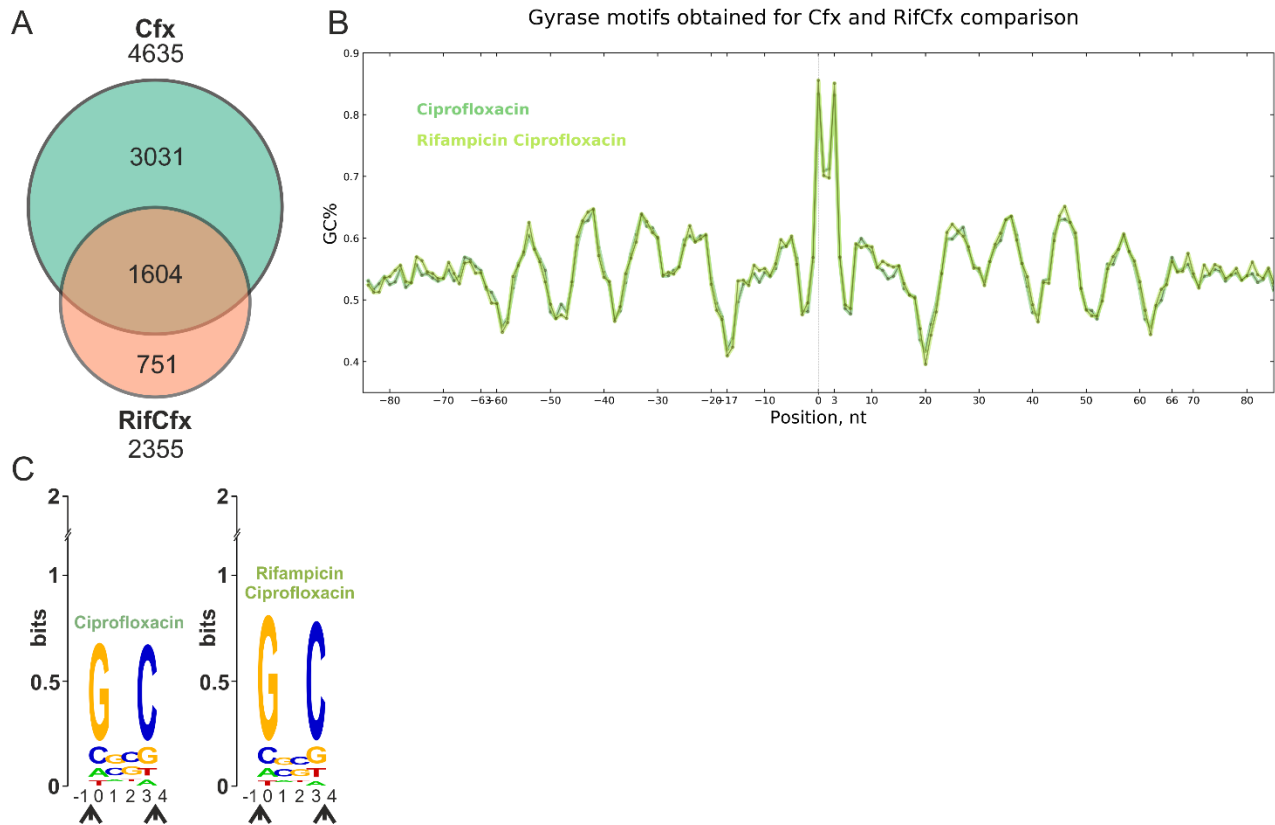 A
Cfx
4635
3031
1604
751
RifCfx
2355
B
Gyrase motifs obtained for Cfx and RifCfx comparison
Ciprofloxacin
Rifampicin Ciprofloxacin
GC%
0.9
0.8
0.7
0.6
0.5
0.4
−80 −70 −63 −60 −50 −40 −30 −20 −17 −10 0 3 10 20 30 40 50 60 66 70 80
Position, nt
C
2
1
0.5
0
bits
Ciprofloxacin
G C
C G C G
A C G T
T A
-1 0 1 2 3 4
2
1
0.5
0
bits
Rifampicin
Ciprofloxacin
G C
C G C G
A C G T
T A
-1 0 1 2 3 4